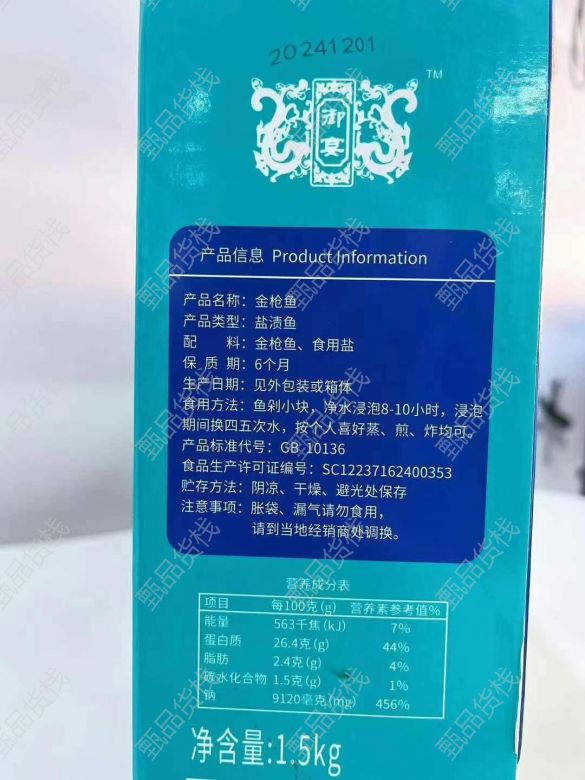 20241201
TM
御宴
产品信息 Product Information
产品名称：金枪鱼
产品类型：盐渍鱼
配 料：金枪鱼、食用盐
保 质 期：6个月
生产日期：见外包装或箱体
食用方法：鱼剁小块，净水浸泡8-10小时，浸泡
期间换四五次水，按个人喜好蒸、煎、炸均可。
产品标准代号：GB 10136
食品生产许可证编号：SC12237162400353
贮存方法：阴凉、干燥、避光处保存
注意事项：胀袋、漏气请勿食用，
请到当地经销商处调换。
营养成分表
项目 每100克(g) 营养素参考值%
能量 563千焦(kJ) 7%
蛋白质 26.4克(g) 44%
脂肪 2.4克(g) 4%
碳水化合物 1.5克(g) 1%
钠 9120毫克(mg) 456%
净含量:1.5kg
甄品货栈